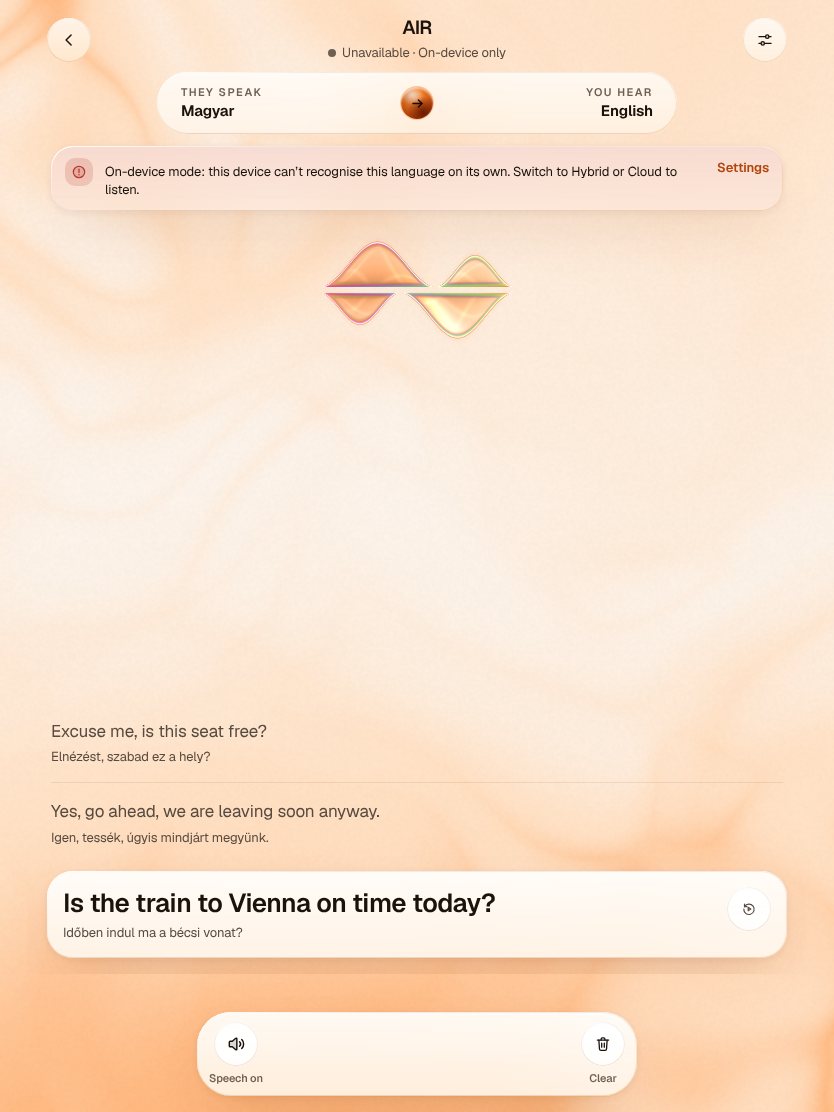 AIR
Unavailable · On-device only
THEY SPEAK
Magyar
YOU HEAR
English
On-device mode: this device can’t recognise this language on its own. Switch to Hybrid or Cloud to
listen.
Settings
Excuse me, is this seat free?
Elnézést, szabad ez a hely?
Yes, go ahead, we are leaving soon anyway.
Igen, tessék, úgyis mindjárt megyünk.
Is the train to Vienna on time today?
Időben indul ma a bécsi vonat?
Speech on
Clear